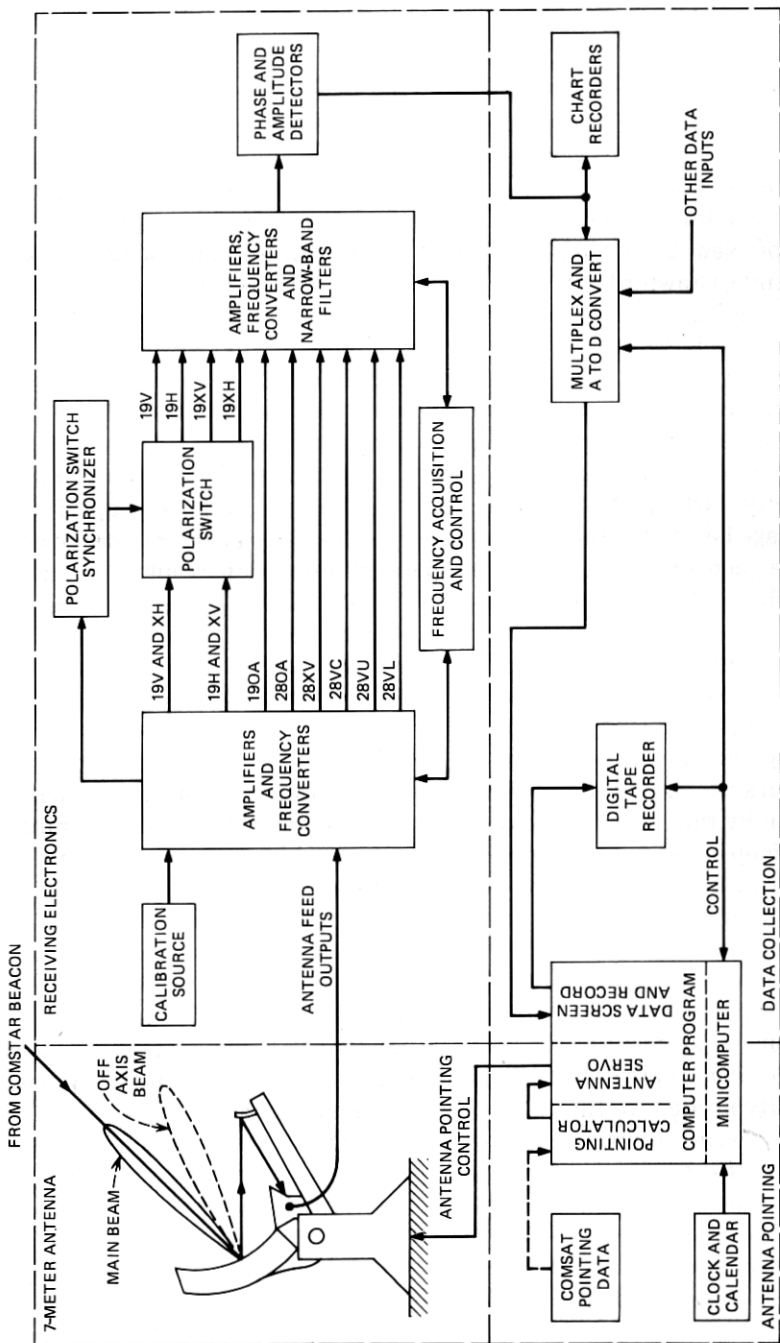 FROM COMSTAR BEACON
7-METER ANTENNA
MAIN BEAM
OFF
AXIS
BEAM
RECEIVING ELECTRONICS
CALIBRATION
SOURCE
ANTENNA FEED
OUTPUTS
AMPLIFIERS
AND
FREQUENCY
CONVERTERS
POLARIZATION SWITCH
SYNCHRONIZER
19V AND XH
19H AND XV
19OA
28OA
28XV
28VC
28VU
28VL
POLARIZATION
SWITCH
19V
19H
19XV
19XH
FREQUENCY ACQUISITION
AND CONTROL
AMPLIFIERS,
FREQUENCY
CONVERTERS
AND
NARROW-BAND
FILTERS
PHASE AND
AMPLITUDE
DETECTORS
ANTENNA POINTING
CONTROL
COMSAT
POINTING
DATA
CLOCK AND
CALENDAR
ANTENNA POINTING
POINTING
CALCULATOR
ANTENNA
SERVO
DATA SCREEN
AND RECORD
COMPUTER PROGRAM
MINICOMPUTER
DIGITAL
TAPE
RECORDER
CONTROL
DATA COLLECTION
MULTIPLEX AND
A TO D CONVERT
CHART
RECORDERS
OTHER DATA
INPUTS